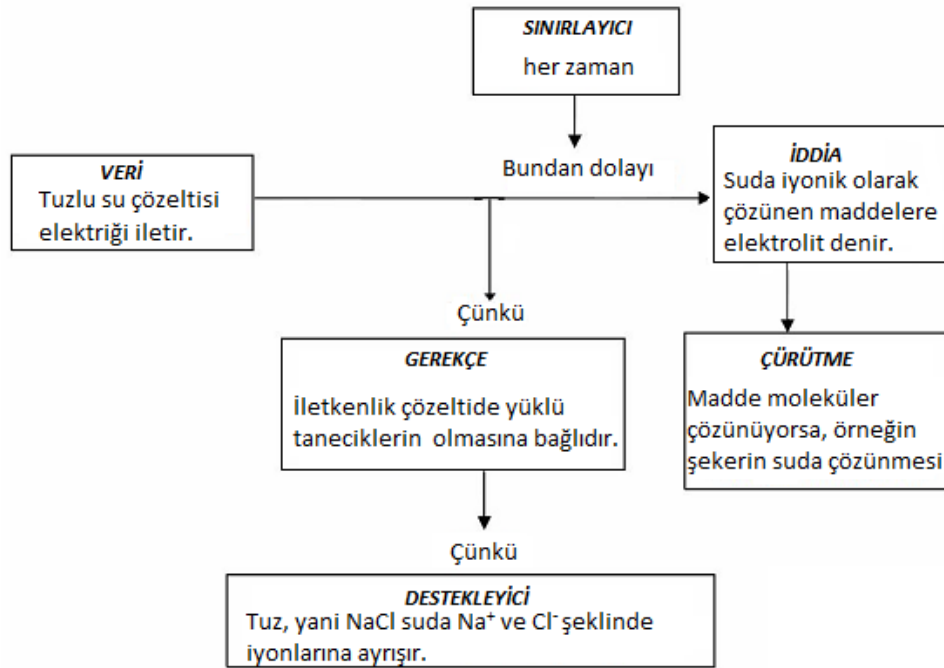 SINIRLAYICI
her zaman
VERİ
Tuzlu su çözeltisi
elektriği iletir.
Bundan dolayı
İDDİA
Suda iyonik olarak
çözünen maddelere
elektrolit denir.
Çünkü
GEREKÇE
İletkenlik çözeltide yüklü
taneciklerin olmasına bağlıdır.
ÇÜRÜTME
Madde moleküler
çözünüyorsa, örneğin
şekerin suda çözünmesi
Çünkü
DESTEKLEYİCİ
Tuz, yani NaCl suda Na⁺ ve Cl⁻ şeklinde
iyonlarına ayrışır.